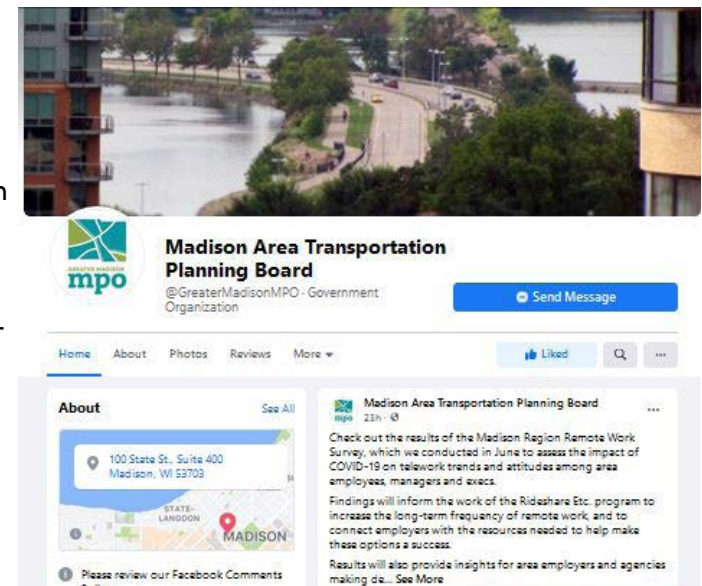 GREATER MADISON
mpo
Madison Area Transportation
Planning Board
@GreaterMadisonMPO · Government
Organization
Send Message
Home About Photos Reviews More
Liked
...
About See All
100 State St., Suite 400
Madison, WI 53703
STATE-
LANGDON
MADISON
Please review our Facebook Comments
mpo
Madison Area Transportation Planning Board
...
23h ·
Check out the results of the Madison Region Remote Work
Survey, which we conducted in June to assess the impact of
COVID-19 on telework trends and attitudes among area
employees, managers and execs.
Findings will inform the work of the Rideshare Etc. program to
increase the long-term frequency of remote work, and to
connect employers with the resources needed to help make
these options a success.
Results will also provide insights for area employers and agencies
making de... See More